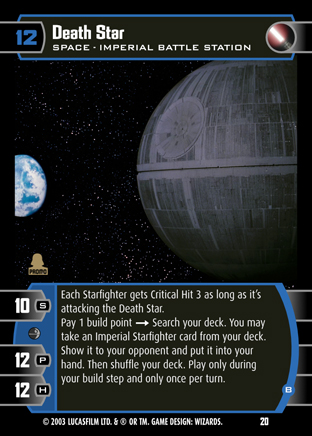 12
Death Star
SPACE - IMPERIAL BATTLE STATION
PROMO
10 S
12 P
12 H
Each Starfighter gets Critical Hit 3 as long as it's
attacking the Death Star.
Pay 1 build point → Search your deck. You may
take an Imperial Starfighter card from your deck.
Show it to your opponent and put it into your
hand. Then shuffle your deck. Play only during
your build step and only once per turn.
B
© 2003 LUCASFILM LTD. & ® OR TM. GAME DESIGN: WIZARDS.
20